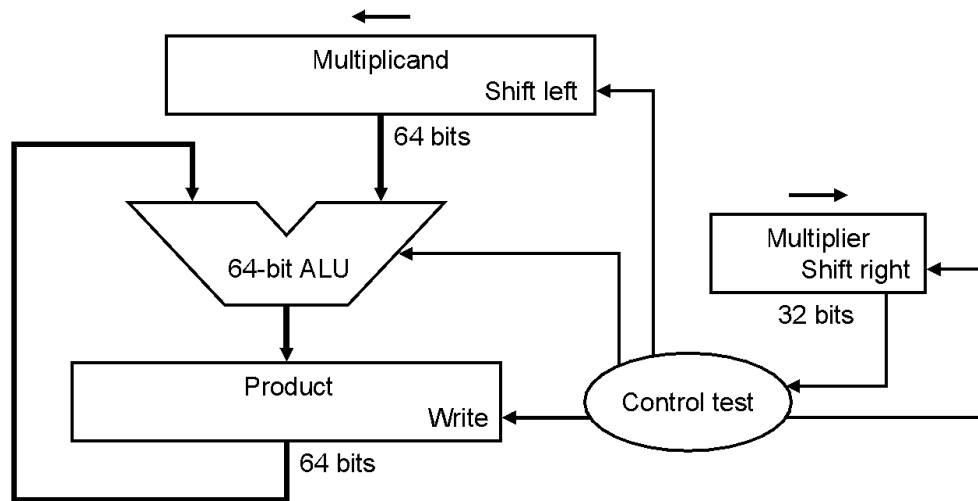 Multiplicand
Shift left
64 bits
64-bit ALU
Multiplier
Shift right
32 bits
Product
Write
Control test
64 bits